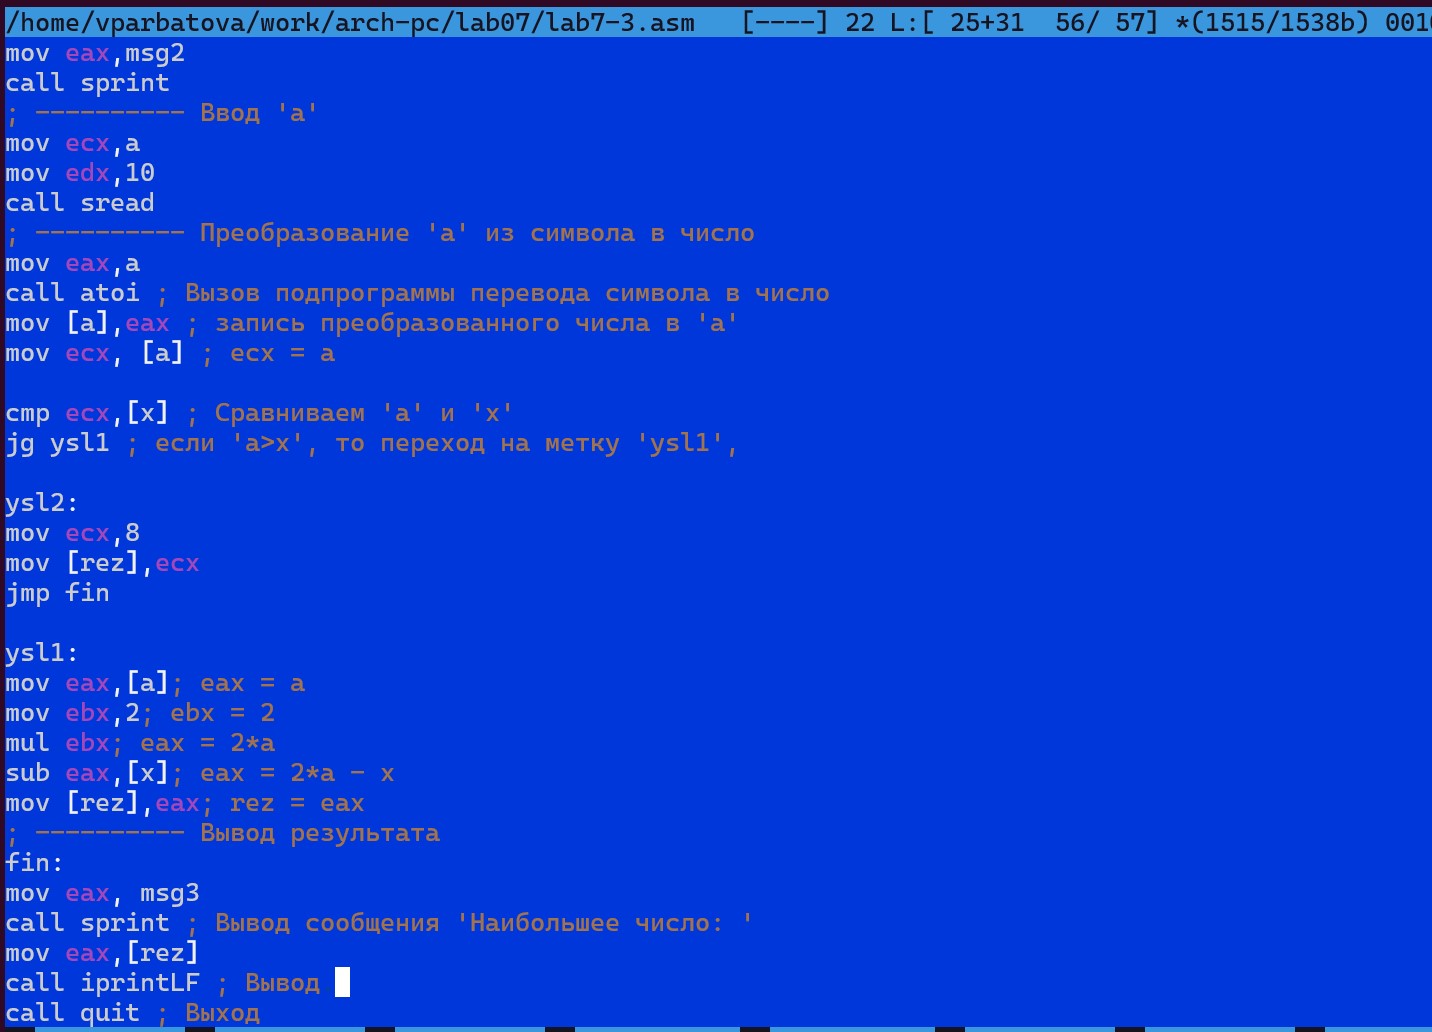 /home/vparbatova/work/arch-pc/lab07/lab7-3.asm   [----] 22 L:[ 25+31  56/ 57] *(1515/1538b) 001
mov eax,msg2
call sprint
; ---------- Ввод 'a'
mov ecx,a
mov edx,10
call sread
; ---------- Преобразование 'a' из символа в число
mov eax,a
call atoi ; Вызов подпрограммы перевода символа в число
mov [a],eax ; запись преобразованного числа в 'a'
mov ecx, [a] ; ecx = a
cmp ecx,[x] ; Сравниваем 'a' и 'x'
jg ysl1 ; если 'a>x', то переход на метку 'ysl1',
ysl2:
mov ecx,8
mov [rez],ecx
jmp fin
ysl1:
mov eax,[a]; eax = a
mov ebx,2; ebx = 2
mul ebx; eax = 2*a
sub eax,[x]; eax = 2*a - x
mov [rez],eax; rez = eax
; ---------- Вывод результата
fin:
mov eax, msg3
call sprint ; Вывод сообщения 'Наибольшее число: '
mov eax,[rez]
call iprintLF ; Вывод
call quit ; Выход